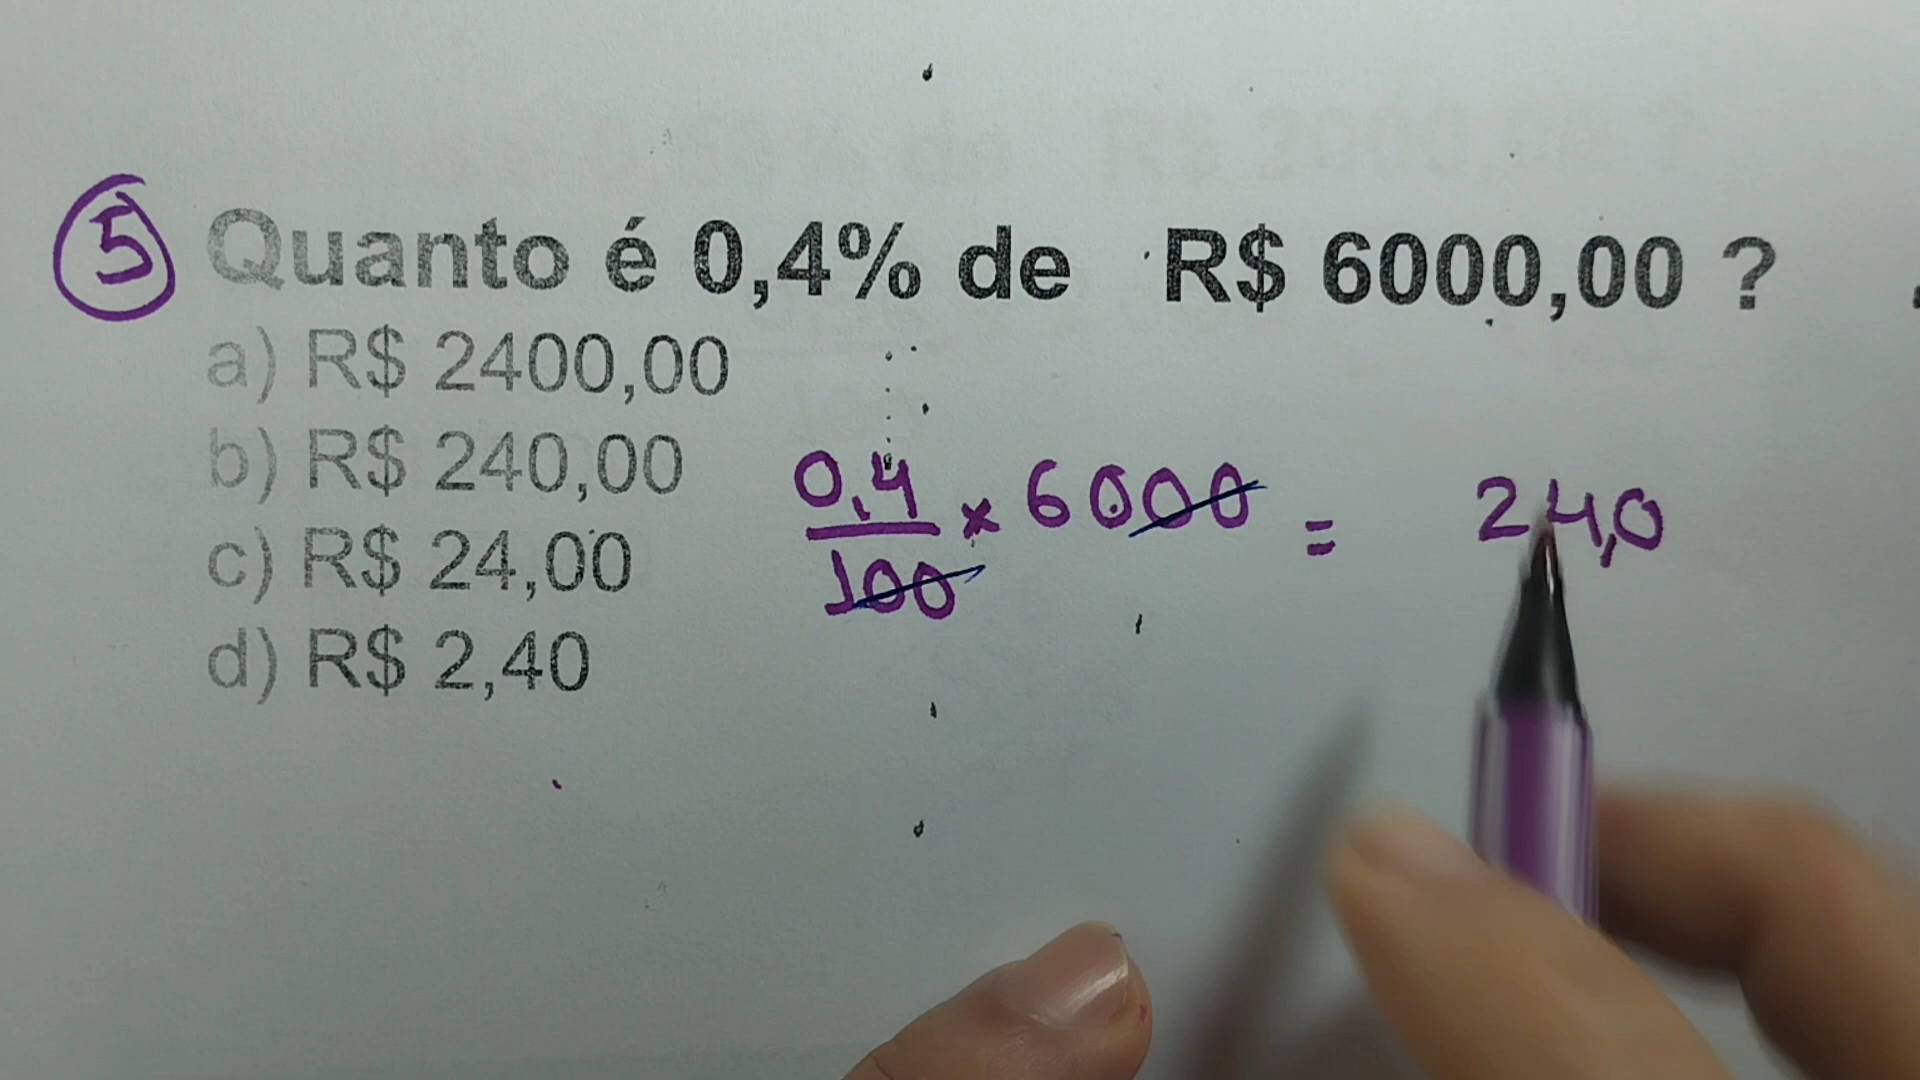 5 Quanto é 0,4% de R$ 6000,00 ?
a) R$ 2400,00
b) R$ 240,00
c) R$ 24,00
d) R$ 2,40
0,4
× 6000 = 24,0
100